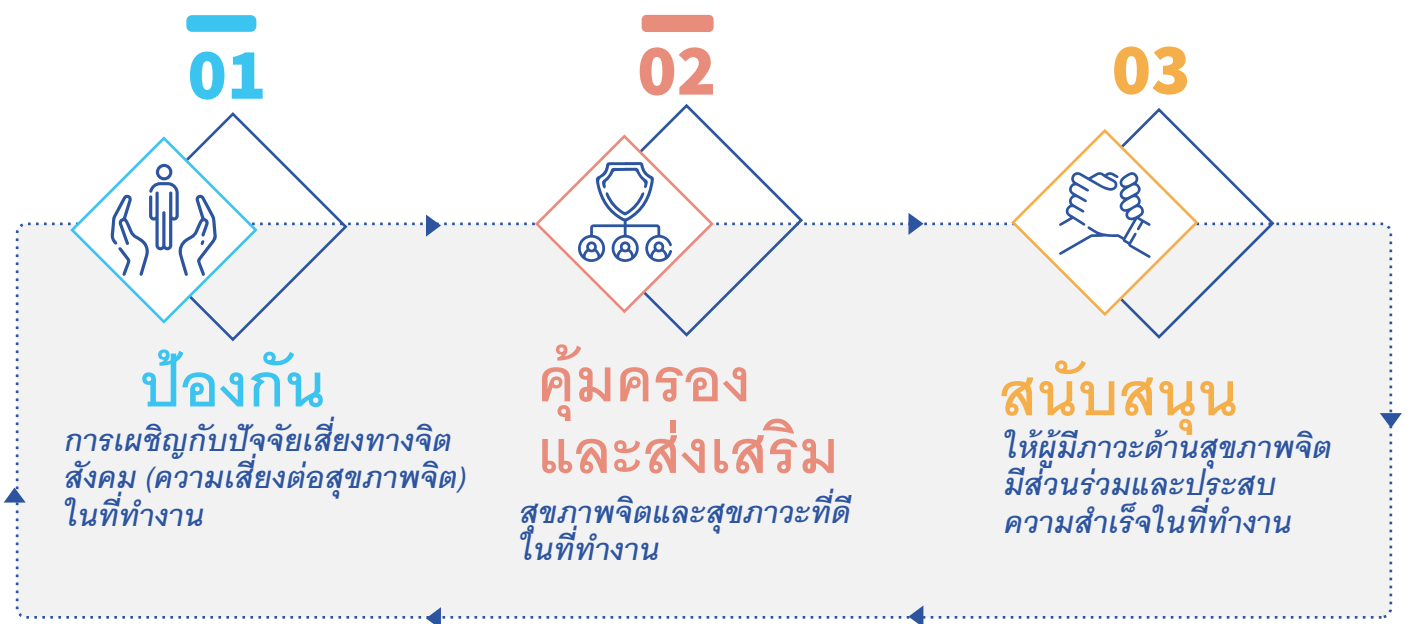 01
ป้องกัน
การเผชิญกับปัจจัยเสี่ยงทางจิต
สังคม (ความเสี่ยงต่อสุขภาพจิต)
ในที่ทำงาน
02
คุ้มครอง
และส่งเสริม
สุขภาพจิตและสุขภาวะที่ดี
ในที่ทำงาน
03
สนับสนุน
ให้ผู้มีภาวะด้านสุขภาพจิต
มีส่วนร่วมและประสบ
ความสำเร็จในที่ทำงาน